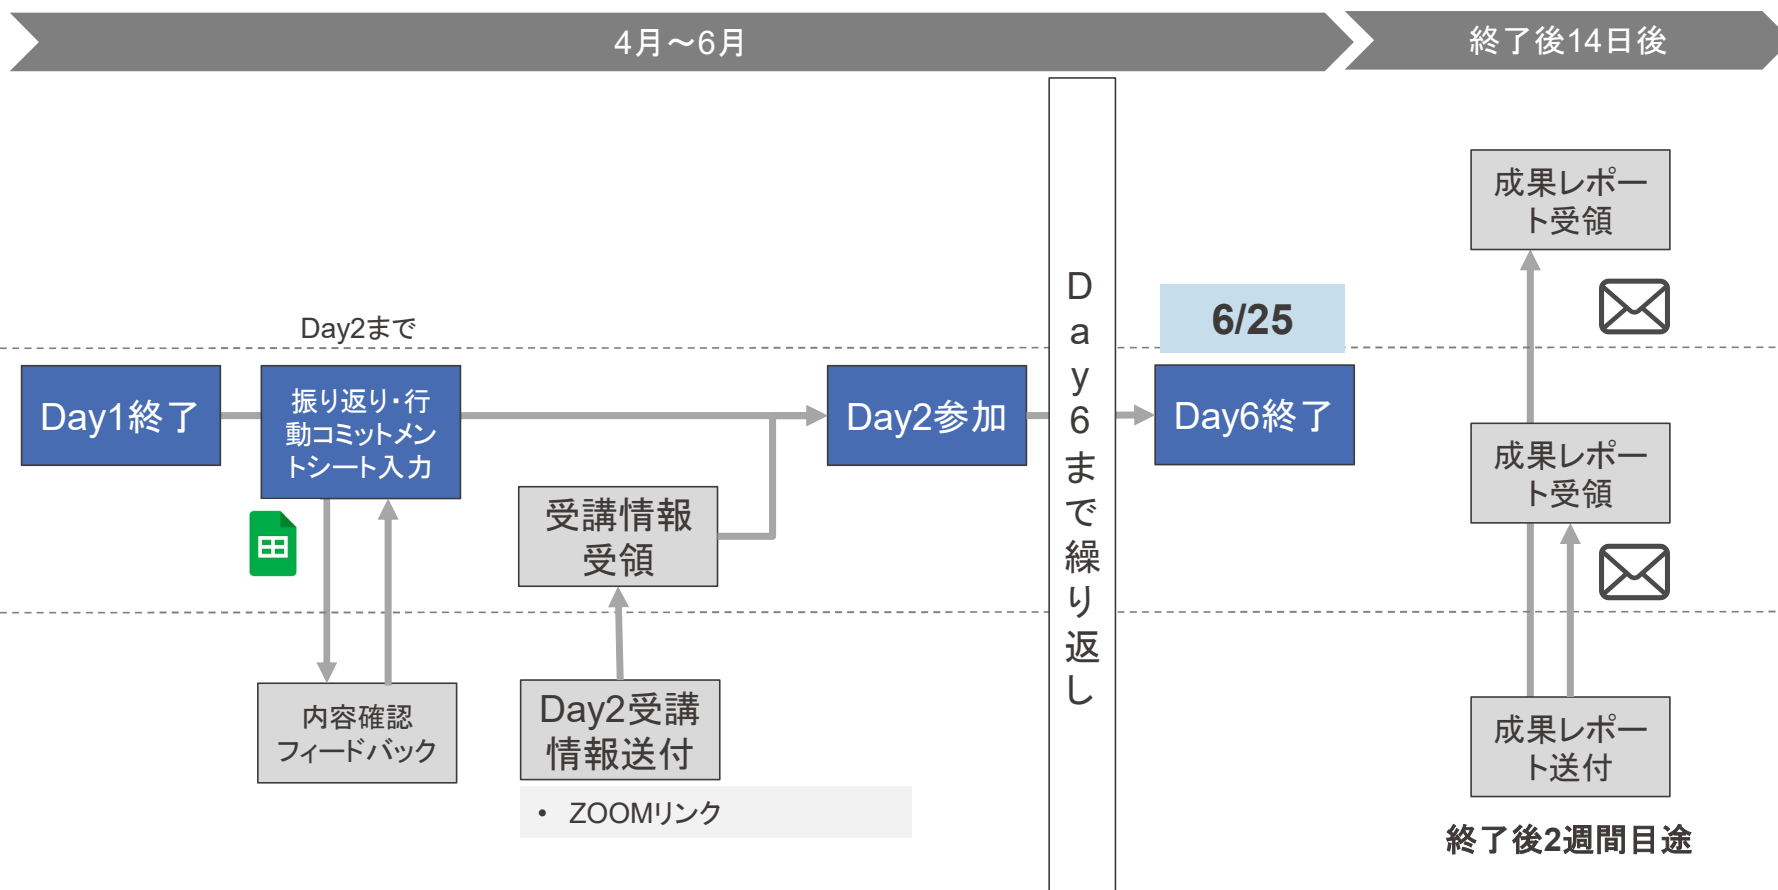 4月～6月
終了後14日後
成果レポー
ト受領
6/25
Day2まで
Day1終了
振り返り・行
動コミットメン
トシート入力
Day2参加
Day6まで繰り返し
Day6終了
成果レポー
ト受領
受講情報
受領
内容確認
フィードバック
Day2受講
情報送付
• ZOOMリンク
成果レポー
ト送付
終了後2週間目途